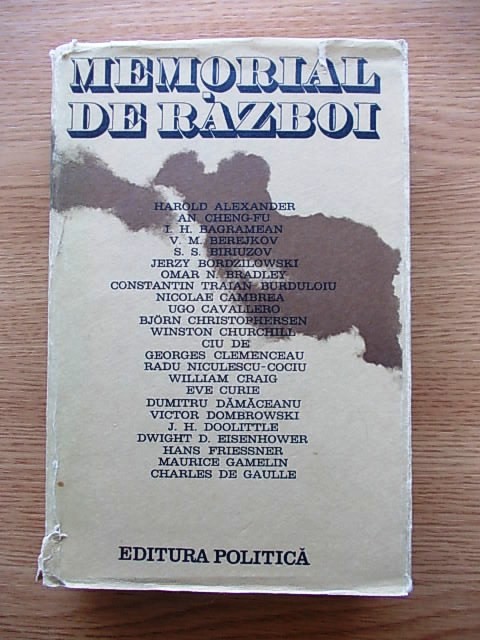 MEMORIAL
DE RĂZBOI
HAROLD ALEXANDER
AN CHENG-FU
I. H. BAGRAMEAN
V. M. BEREJKOV
S. S. BIRIUZOV
JERZY BORDZILOWSKI
OMAR N. BRADLEY
CONSTANTIN TRAIAN BURDULOIU
NICOLAE CAMBREA
UGO CAVALLERO
BJÖRN CHRISTOPHERSEN
WINSTON CHURCHILL
CIU DE
GEORGES CLEMENCEAU
RADU NICULESCU-COCIU
WILLIAM CRAIG
EVE CURIE
DUMITRU DĂMĂCEANU
VICTOR DOMBROWSKI
J. H. DOOLITTLE
DWIGHT D. EISENHOWER
HANS FRIESSNER
MAURICE GAMELIN
CHARLES DE GAULLE
EDITURA POLITICĂ